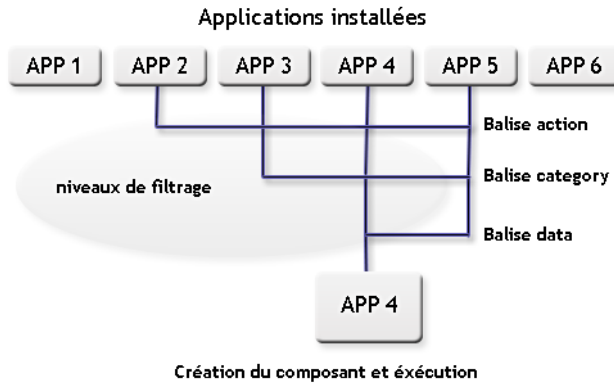 Applications installées
APP 1 APP 2 APP 3 APP 4 APP 5 APP 6
Balise action
niveaux de filtrage
Balise category
Balise data
APP 4
Création du composant et éxécution